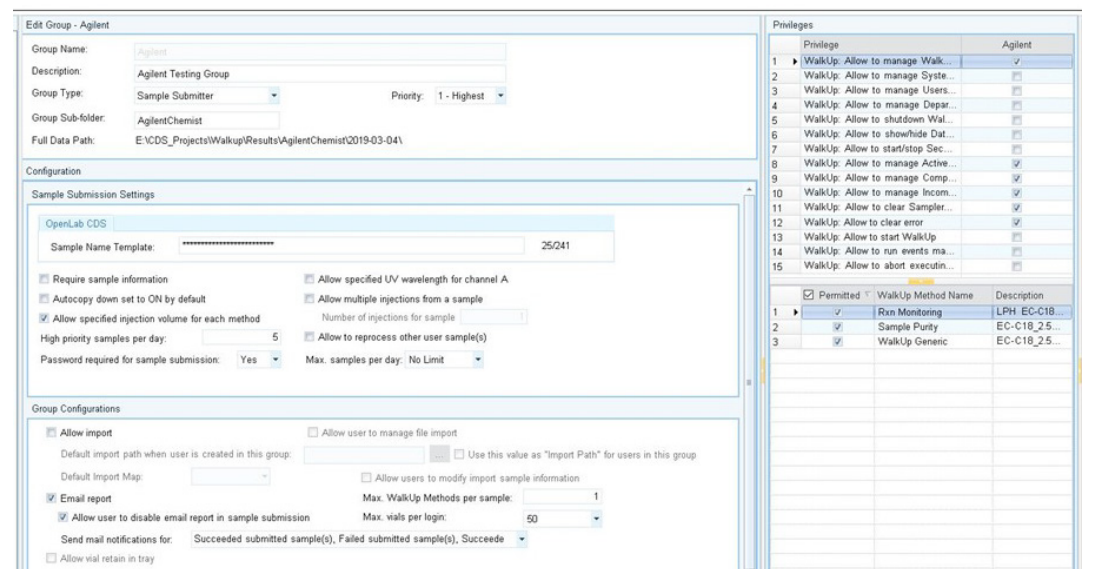 Edit Group - Agilent
Group Name: Agilent
Description: Agilent Testing Group
Group Type: Sample Submitter Priority: 1 - Highest
Group Sub-folder: AgilentChemist
Full Data Path: E:\CDS_Projects\Walkup\Results\AgilentChemist\2019-03-04\
Configuration
Sample Submission Settings
OpenLab CDS
Sample Name Template: 25/241
Require sample information Allow specified UV wavelength for channel A
Autocopy down set to ON by default Allow multiple injections from a sample
Allow specified injection volume for each method Number of injections for sample 1
High priority samples per day: 5 Allow to reprocess other user sample(s)
Password required for sample submission: Yes Max. samples per day: No Limit
Group Configurations
Allow import Allow user to manage file import
Default import path when user is created in this group: ... Use this value as "Import Path" for users in this group
Default Import Map: Allow users to modify import sample information
Email report Max. WalkUp Methods per sample: 1
Allow user to disable email report in sample submission Max. vials per login: 50
Send mail notifications for: Succeeded submitted sample(s), Failed submitted sample(s), Succeede
Allow vial retain in tray
Privileges
Privilege Agilent
1 WalkUp: Allow to manage Walk...
2 WalkUp: Allow to manage Syste...
3 WalkUp: Allow to manage Users...
4 WalkUp: Allow to manage Depar...
5 WalkUp: Allow to shutdown Wal...
6 WalkUp: Allow to show/hide Dat...
7 WalkUp: Allow to start/stop Sec...
8 WalkUp: Allow to manage Active...
9 WalkUp: Allow to manage Comp...
10 WalkUp: Allow to manage Incom...
11 WalkUp: Allow to clear Sampler...
12 WalkUp: Allow to clear error
13 WalkUp: Allow to start WalkUp
14 WalkUp: Allow to run events ma...
15 WalkUp: Allow to abort executin...
Permitted WalkUp Method Name Description
1 Rxn Monitoring LPH EC-C18...
2 Sample Purity EC-C18_2.5...
3 WalkUp Generic EC-C18_2.5...